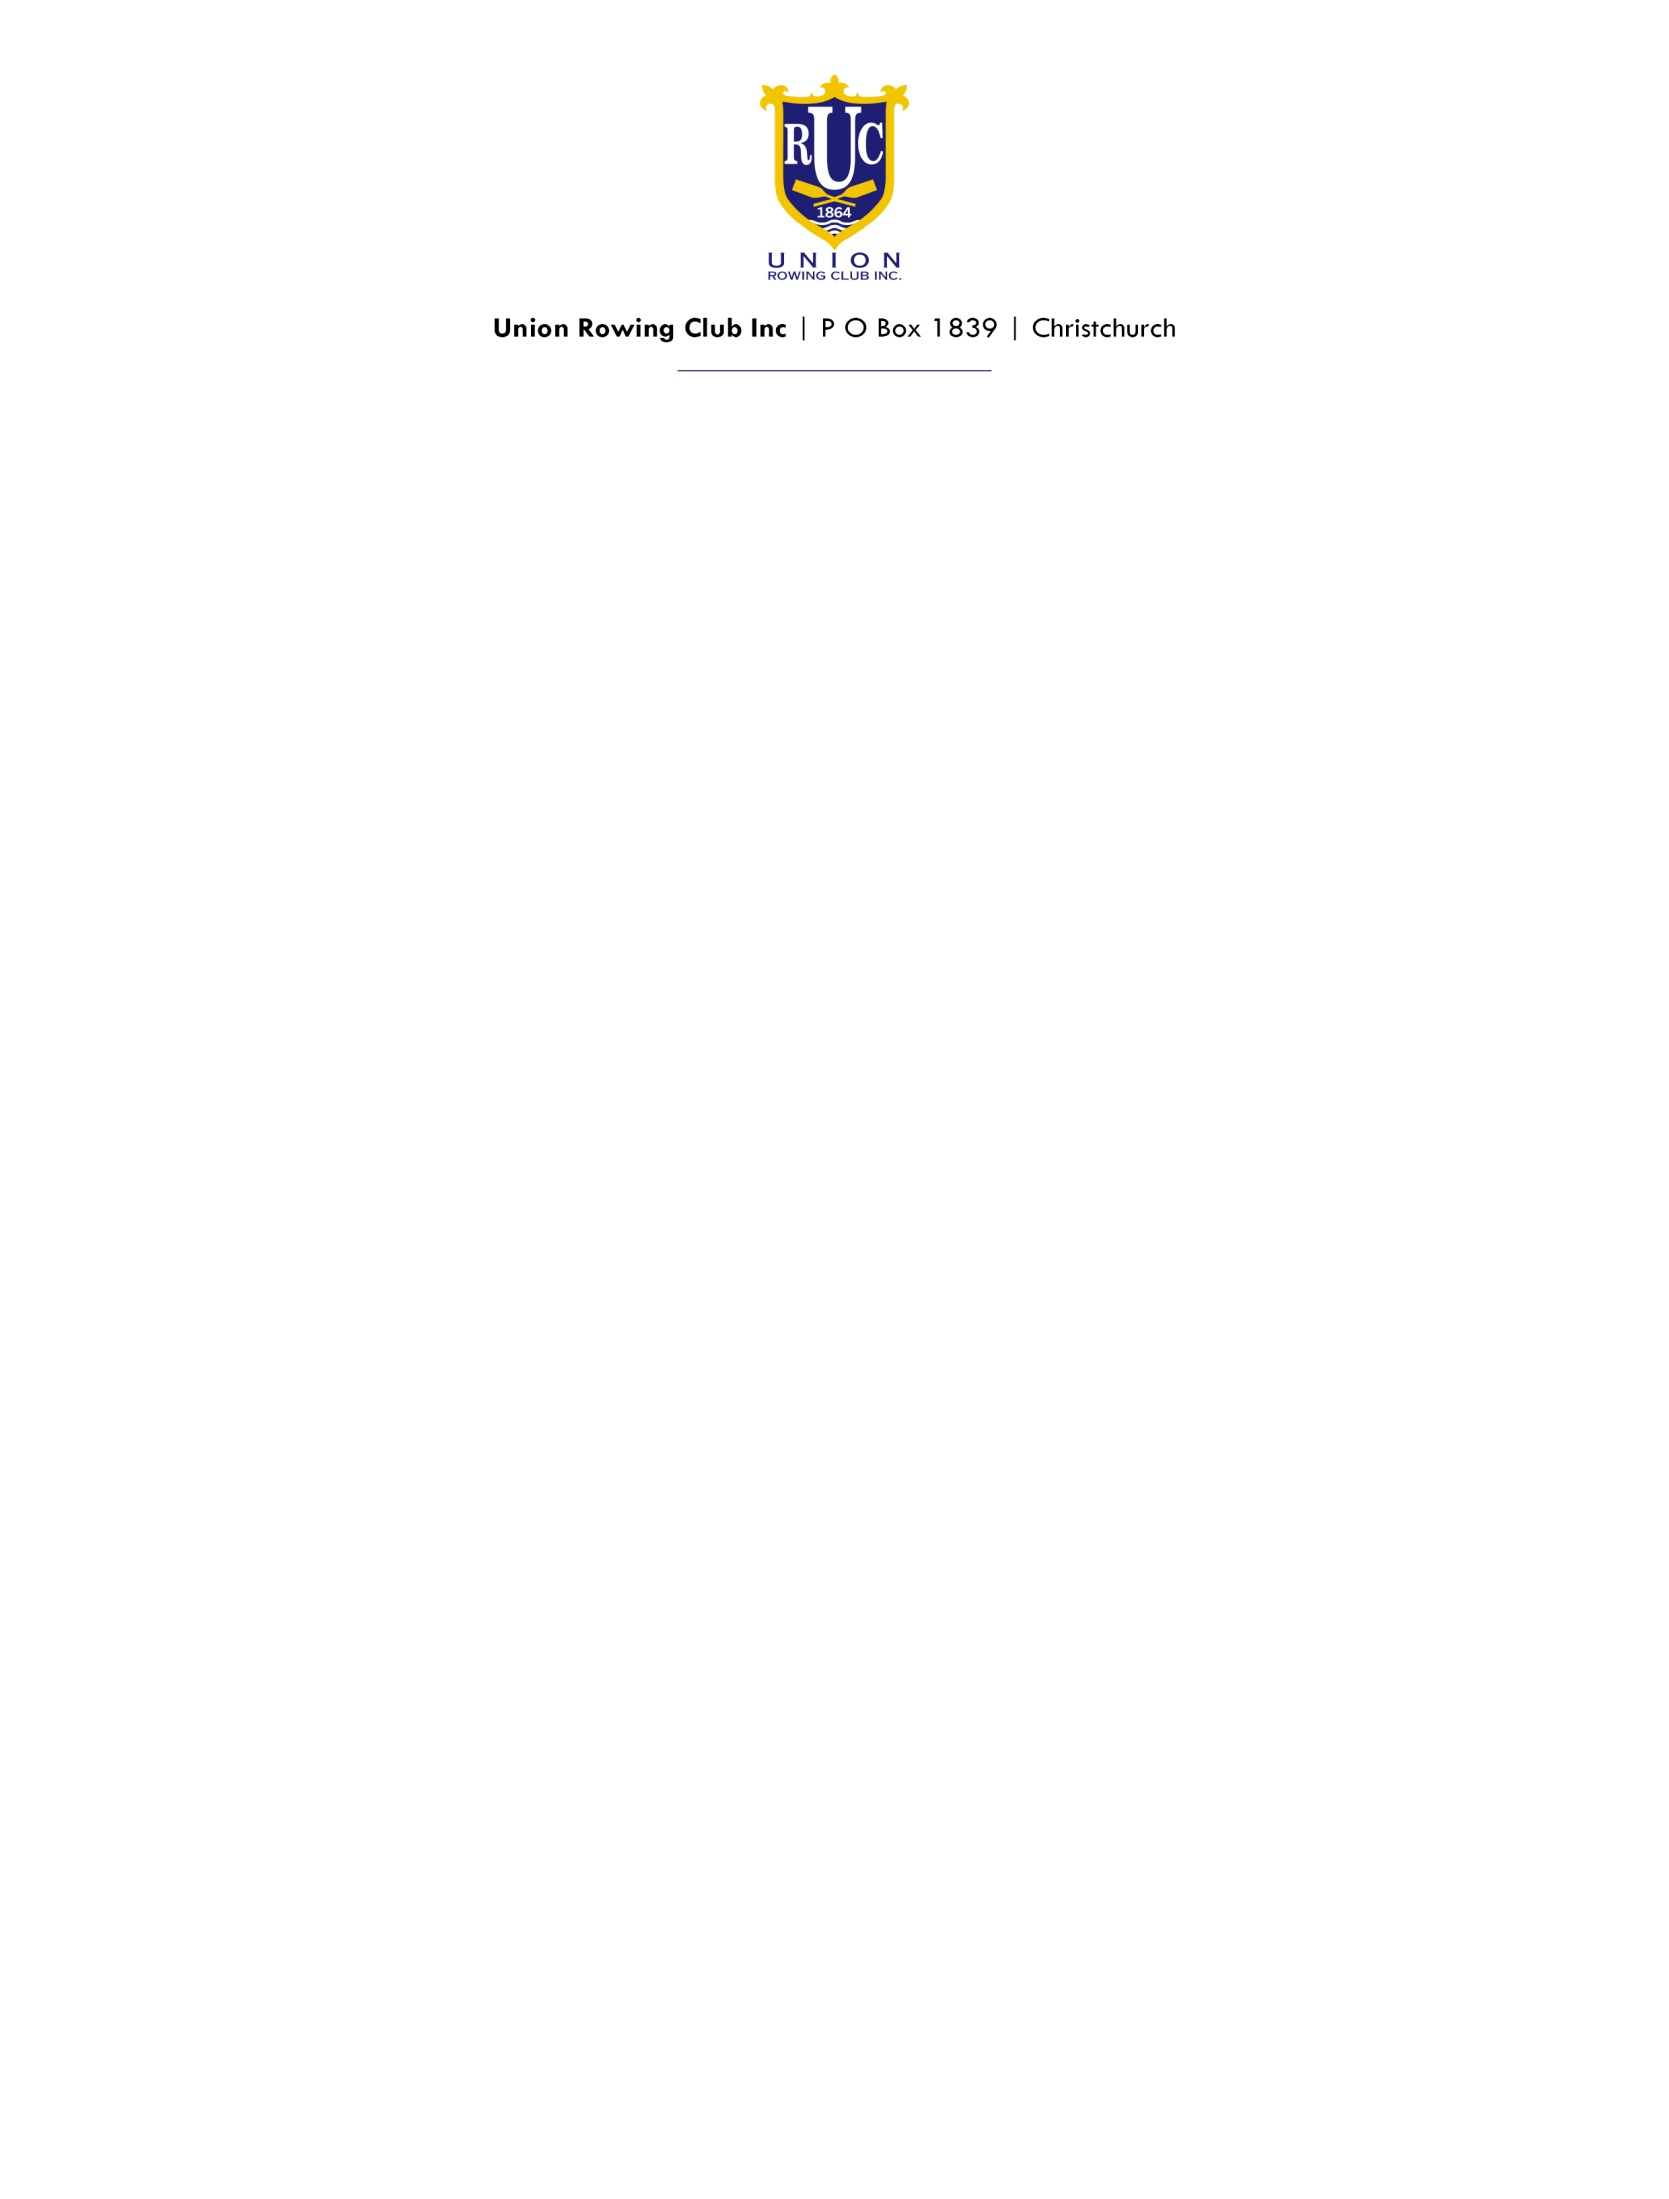 RUC
1864
UNION
ROWING CLUB INC.
Union Rowing Club Inc | P O Box 1839 | Christchurch